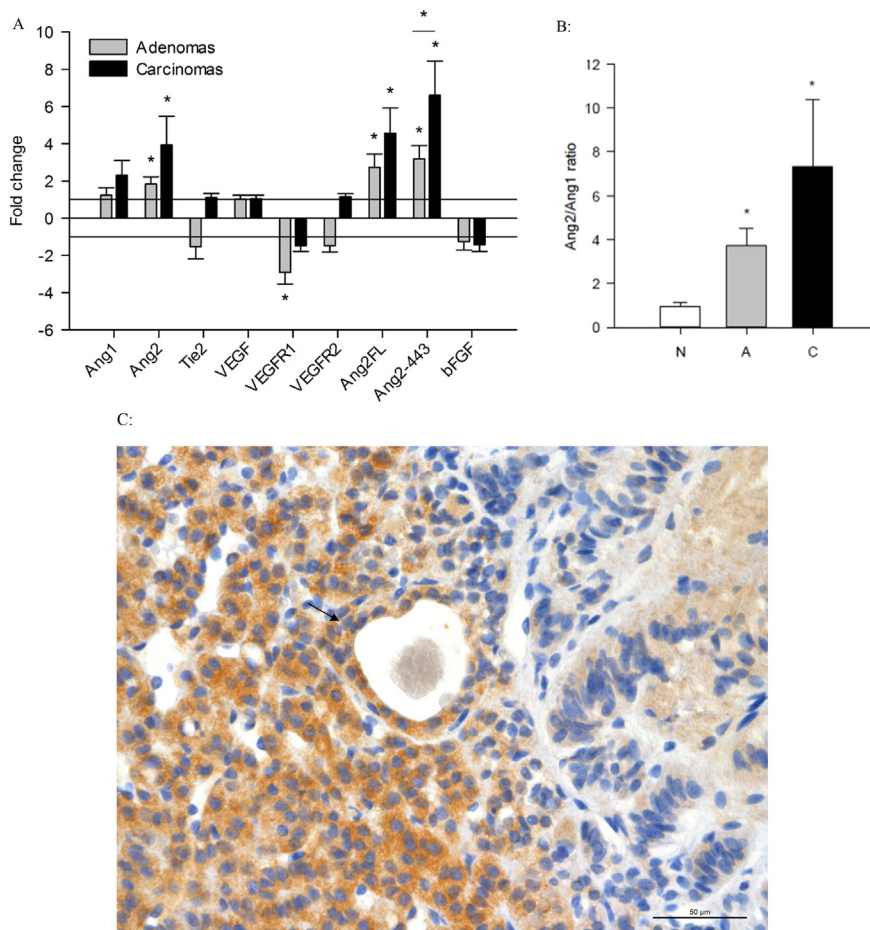 A
B:
10
8
6
4
2
0
-2
-4
-6
Fold change
Adenomas
Carcinomas
*
*
*
*
*
*
*
*
Ang1
Ang2
Tie2
VEGF
VEGFR1
VEGFR2
Ang2FL
Ang2-443
bFGF
12
10
8
6
4
2
0
Ang2/Ang1 ratio
*
*
N
A
C
C:
50 µm